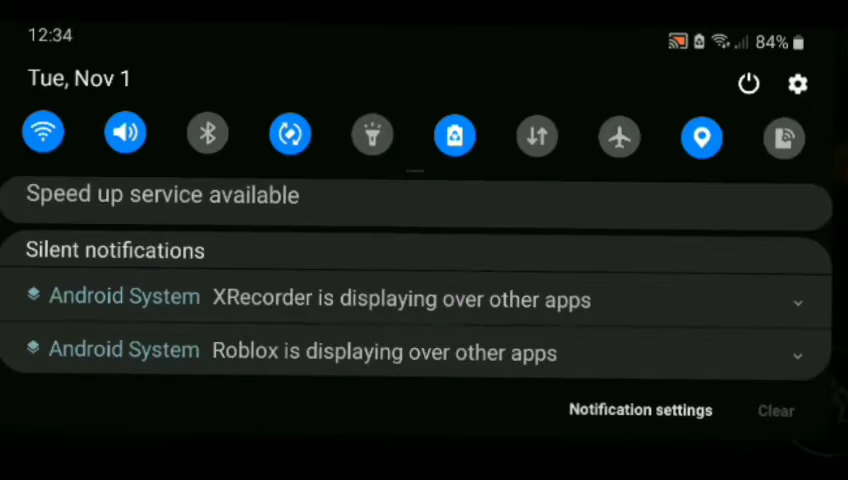 12:34
84%
Tue, Nov 1
Speed up service available
Silent notifications
Android System XRecorder is displaying over other apps
Android System Roblox is displaying over other apps
Notification settings
Clear